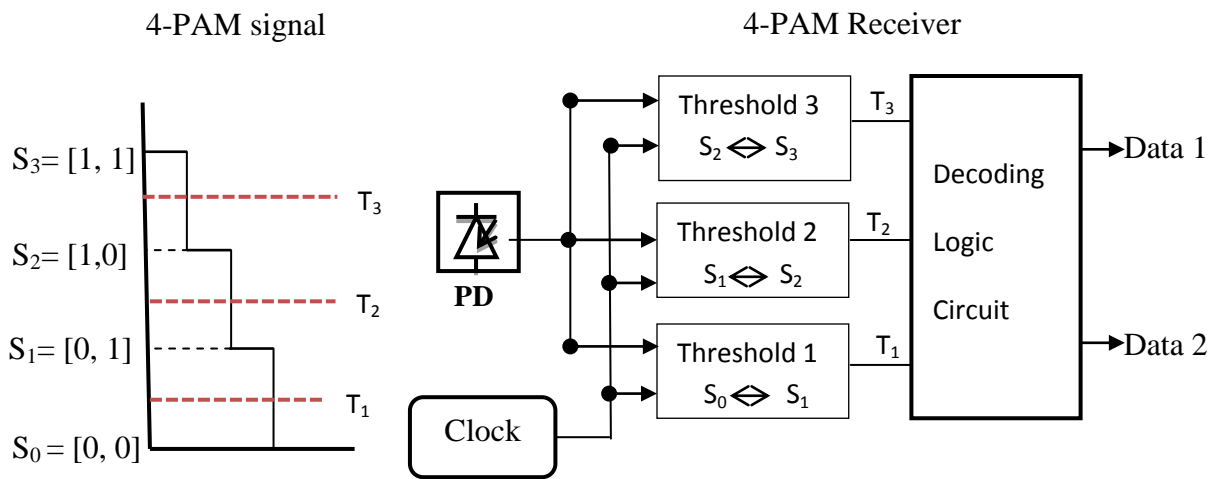 4-PAM signal
S₃= [1, 1]
T₃
S₂= [1,0]
T₂
S₁= [0, 1]
T₁
S₀ = [0, 0]
4-PAM Receiver
PD
Clock
Threshold 3
S₂ ⇔ S₃
T₃
Threshold 2
S₁ ⇔ S₂
T₂
Threshold 1
S₀ ⇔ S₁
T₁
Decoding
Logic
Circuit
Data 1
Data 2